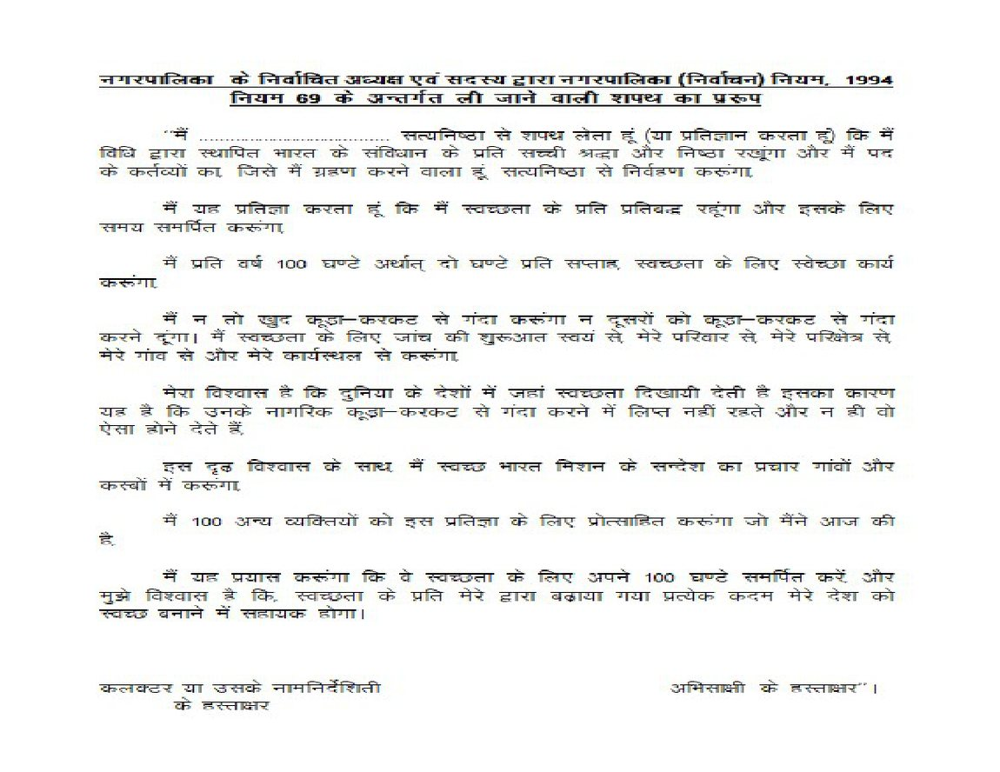 नगरपालिका के निर्वाचित अध्यक्ष एवं सदस्य द्वारा नगरपालिका (निर्वाचन) नियम, 1994
नियम 69 के अन्तर्गत ली जाने वाली शपथ का प्ररूप
"मैं ..................................... सत्यनिष्ठा से शपथ लेता हूं (या प्रतिज्ञान करता हूं) कि मैं
विधि द्वारा स्थापित भारत के संविधान के प्रति सच्ची श्रद्धा और निष्ठा रखूंगा और मैं पद
के कर्तव्यों का, जिसे मैं ग्रहण करने वाला हूं, सत्यनिष्ठा से निर्वहण करूंगा,
मैं यह प्रतिज्ञा करता हूं कि मैं स्वच्छता के प्रति प्रतिबद्ध रहूंगा और इसके लिए
समय समर्पित करूंगा,
मैं प्रति वर्ष 100 घण्टे अर्थात् दो घण्टे प्रति सप्ताह, स्वच्छता के लिए स्वेच्छा कार्य
करूंगा,
मैं न तो खुद कूड़ा–करकट से गंदा करूंगा न दूसरों को कूड़ा–करकट से गंदा
करने दूंगा। मैं स्वच्छता के लिए जांच की शुरूआत स्वयं से, मेरे परिवार से, मेरे परिक्षेत्र से,
मेरे गांव से और मेरे कार्यस्थल से करूंगा,
मेरा विश्वास है कि दुनिया के देशों में जहां स्वच्छता दिखायी देती है इसका कारण
यह है कि उनके नागरिक कूड़ा–करकट से गंदा करने में लिप्त नहीं रहते और न ही वो
ऐसा होने देते हैं,
इस दृढ़ विश्वास के साथ, मैं स्वच्छ भारत मिशन के सन्देश का प्रचार गांवों और
कस्बों में करूंगा,
मैं 100 अन्य व्यक्तियों को इस प्रतिज्ञा के लिए प्रोत्साहित करूंगा जो मैंने आज की
है,
मैं यह प्रयास करूंगा कि वे स्वच्छता के लिए अपने 100 घण्टे समर्पित करें, और
मुझे विश्वास है कि, स्वच्छता के प्रति मेरे द्वारा बढ़ाया गया प्रत्येक कदम मेरे देश को
स्वच्छ बनाने में सहायक होगा।
कलक्टर या उसके नामनिर्देशिती अभिसाक्षी के हस्ताक्षर"।
के हस्ताक्षर